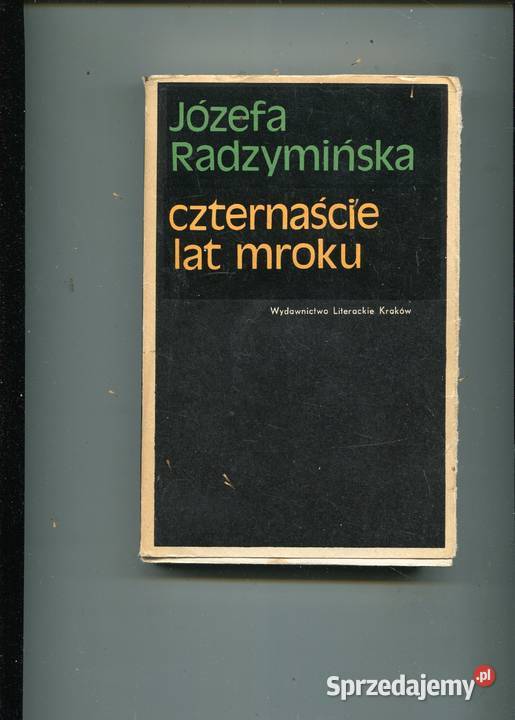 Józefa
Radzymińska
czternaście
lat mroku
Wydawnictwo Literackie Kraków
Sprzedajemy.pl